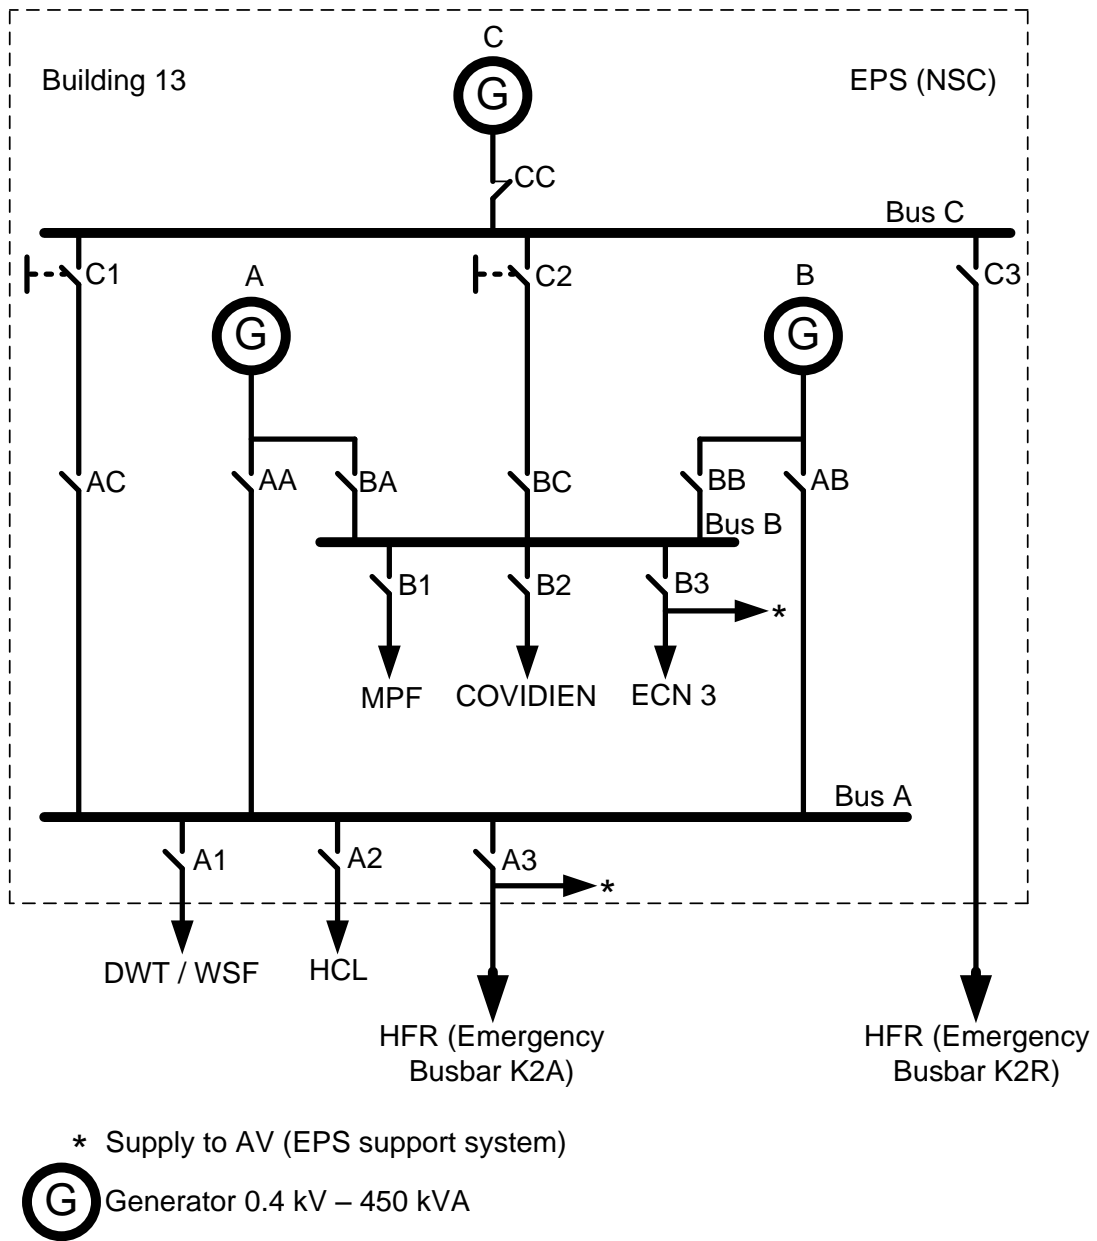 C
Building 13
EPS (NSC)
G
CC
Bus C
C1
A
C2
B
C3
G
G
AC
AA
BA
BC
BB
AB
Bus B
B1
B2
B3
*
MPF
COVIDIEN
ECN 3
Bus A
A1
A2
A3
*
DWT / WSF
HCL
HFR (Emergency
Busbar K2A)
HFR (Emergency
Busbar K2R)
* Supply to AV (EPS support system)
G Generator 0.4 kV – 450 kVA